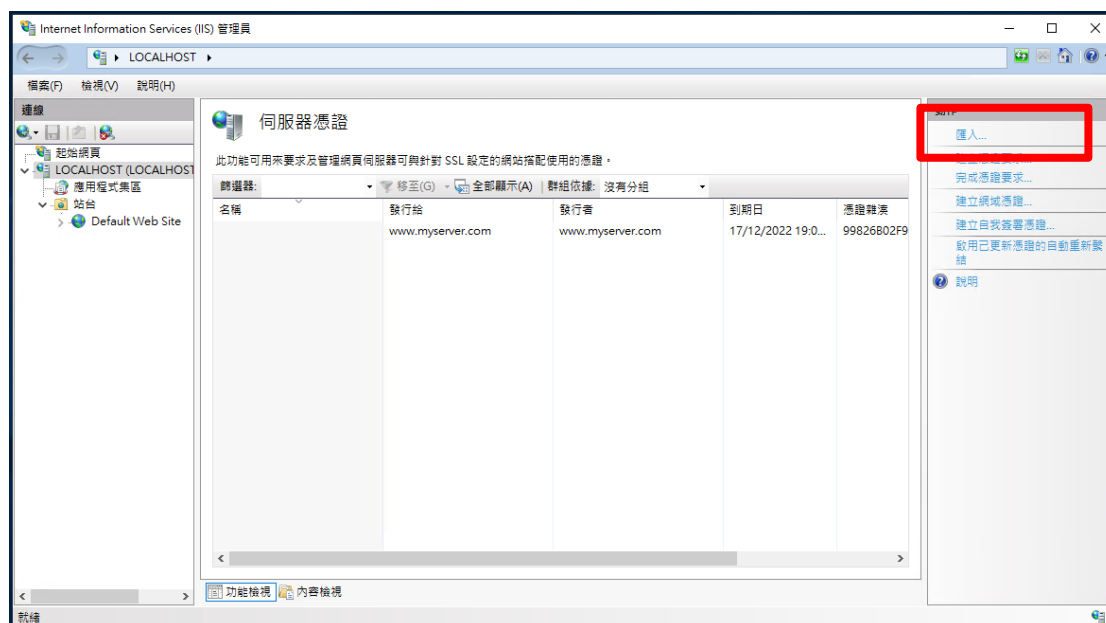 Internet Information Services (IIS) 管理員
LOCALHOST
檔案(F) 檢視(V) 說明(H)
連線
起始網頁
LOCALHOST (LOCALHOST
應用程式集區
站台
Default Web Site
伺服器憑證
此功能可用來要求及管理網頁伺服器可與針對 SSL 設定的網站搭配使用的憑證。
篩選器: 移至(G) 全部顯示(A) 群組依據: 沒有分組
名稱 發行給 發行者 到期日 憑證雜湊
www.myserver.com www.myserver.com 17/12/2022 19:0... 99826B02F9
功能檢視 內容檢視
匯入...
完成憑證要求...
建立網域憑證...
建立自我簽署憑證...
啟用已更新憑證的自動重新繫
結
說明
就緒